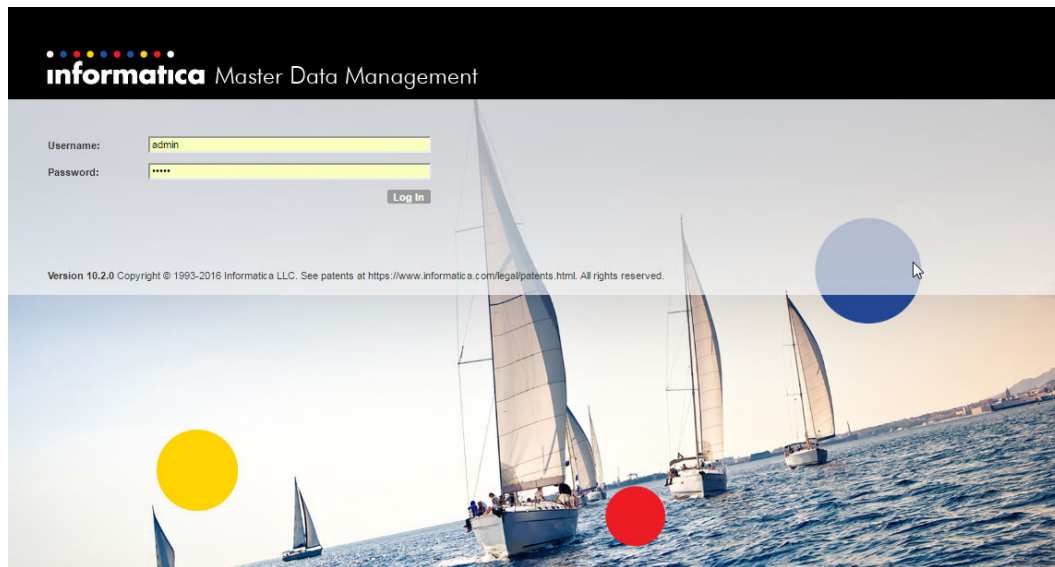 informatica Master Data Management
Username: admin
Password: •••••
Log In
Version 10.2.0 Copyright © 1993-2016 Informatica LLC. See patents at https://www.informatica.com/legal/patents.html. All rights reserved.